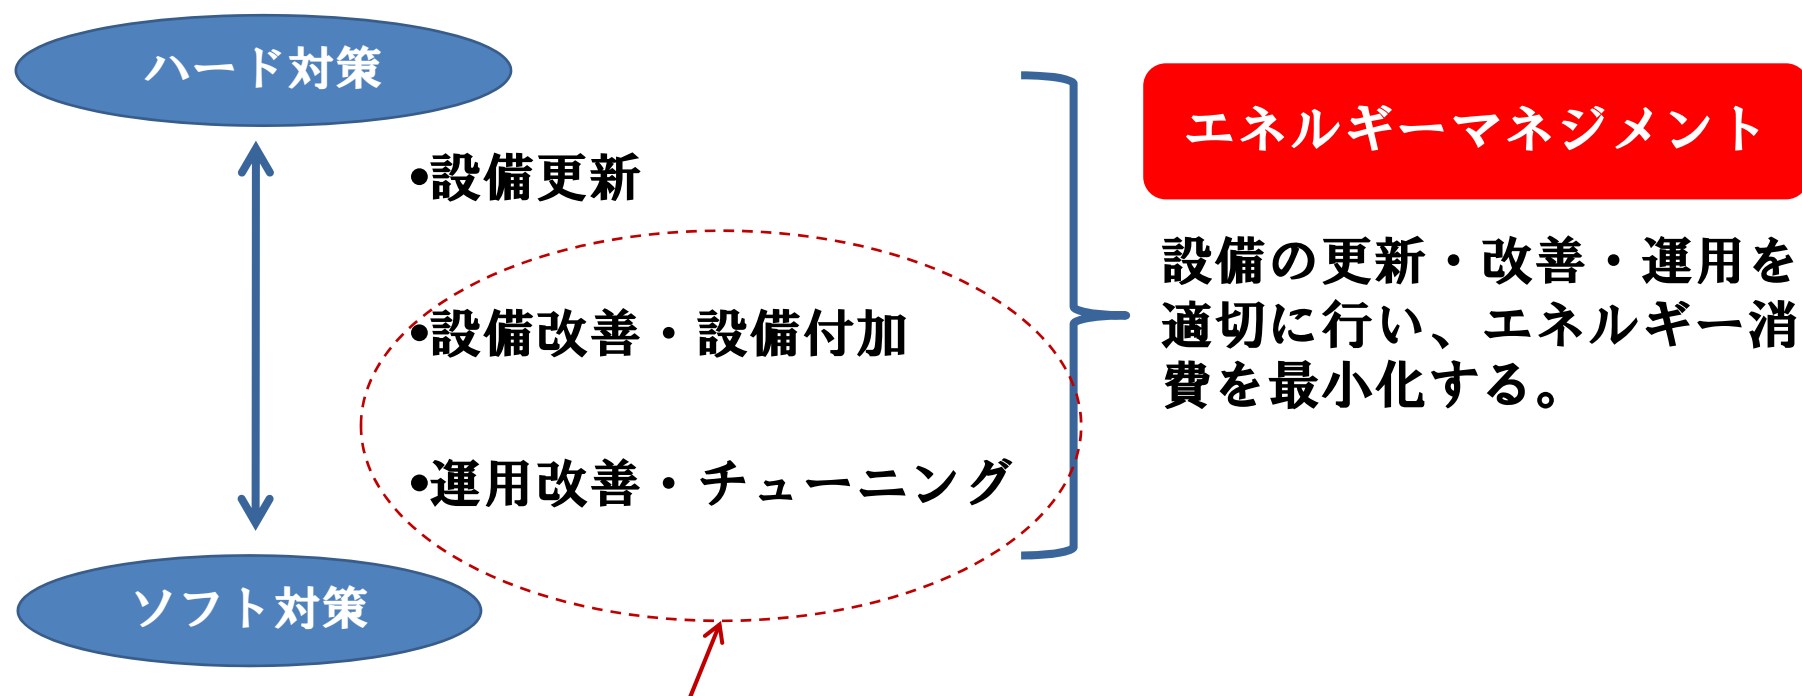 ハード対策
エネルギーマネジメント
•設備更新
設備の更新・改善・運用を
適切に行い、エネルギー消
費を最小化する。
•設備改善・設備付加
•運用改善・チューニング
ソフト対策